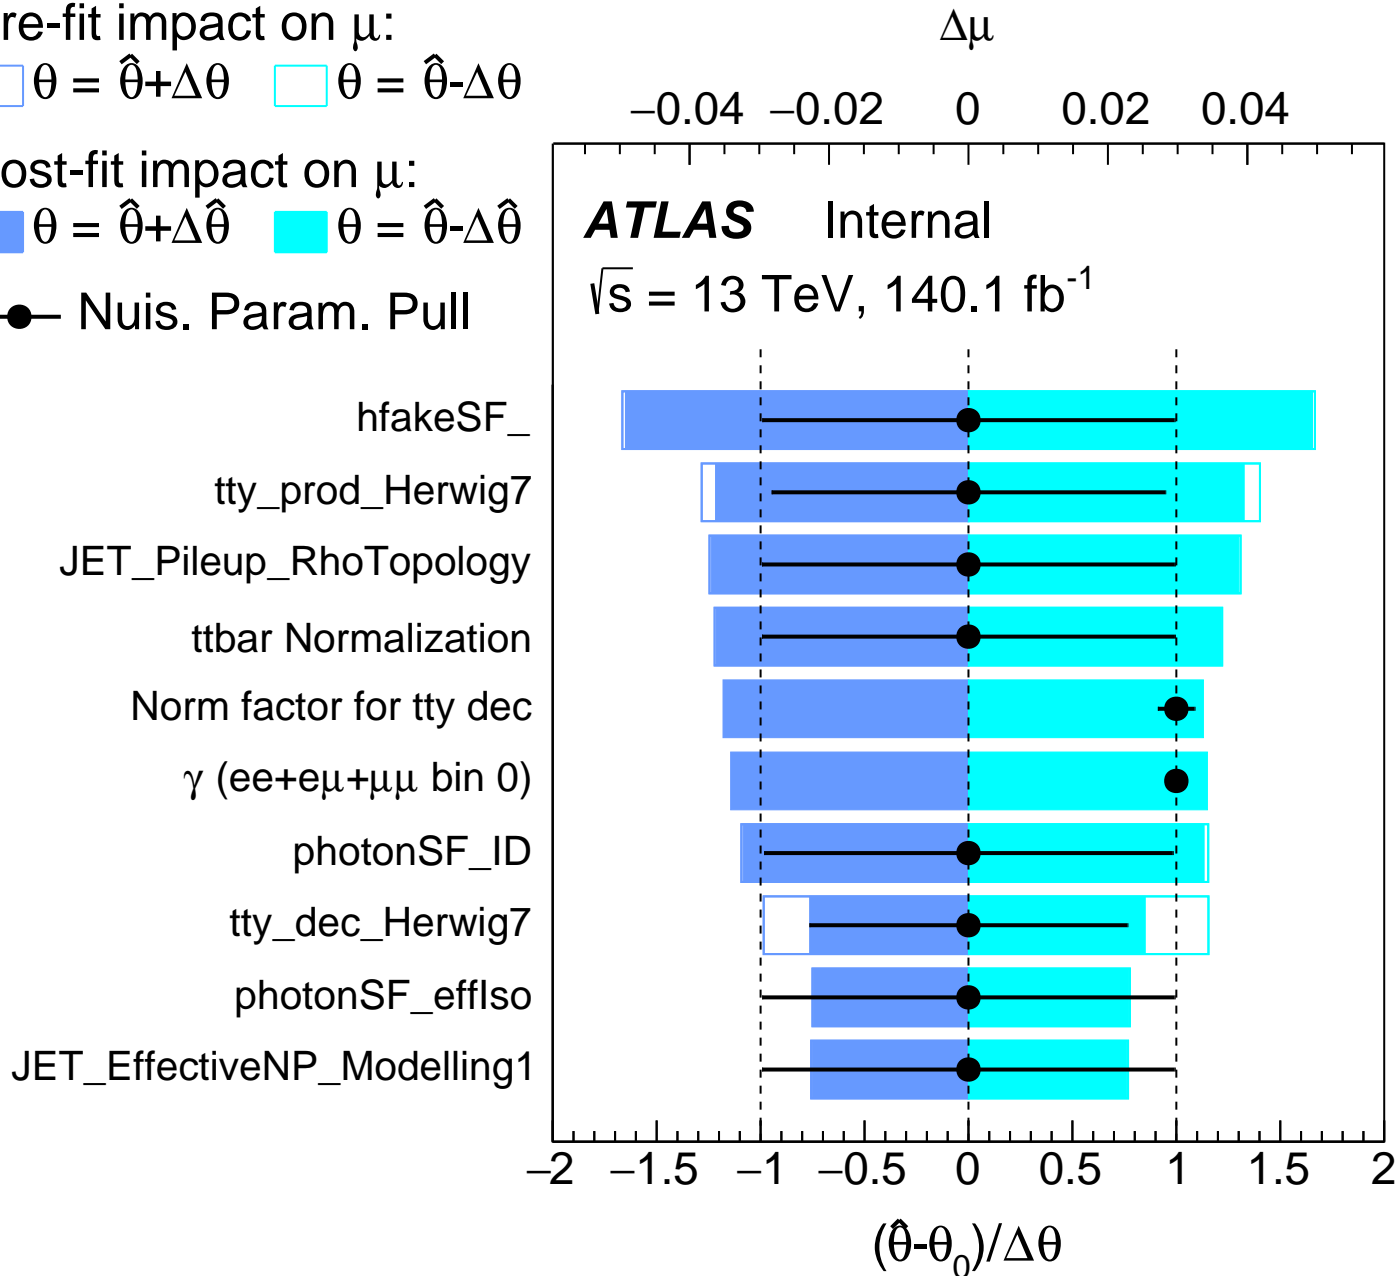 re-fit impact on μ:
θ = θ̂+Δθ θ = θ̂-Δθ
ost-fit impact on μ:
θ = θ̂+Δθ̂ θ = θ̂-Δθ̂
Nuis. Param. Pull
Δμ
−0.04 −0.02 0 0.02 0.04
ATLAS Internal
√s = 13 TeV, 140.1 fb⁻¹
hfakeSF_
tty_prod_Herwig7
JET_Pileup_RhoTopology
ttbar Normalization
Norm factor for tty dec
γ (ee+eμ+μμ bin 0)
photonSF_ID
tty_dec_Herwig7
photonSF_effIso
JET_EffectiveNP_Modelling1
−2 −1.5 −1 −0.5 0 0.5 1 1.5 2
(θ̂-θ₀)/Δθ